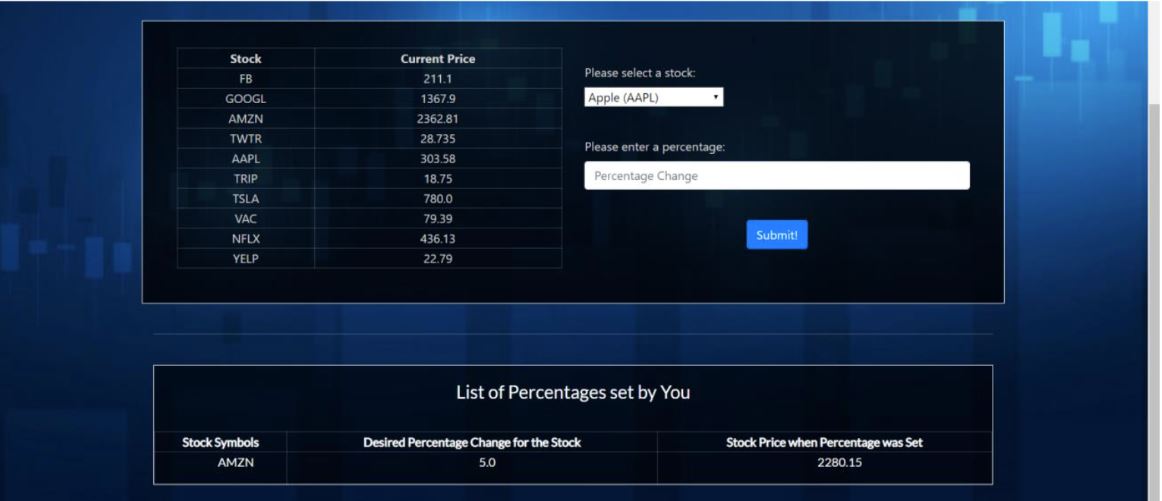 Stock Current Price
FB 211.1
GOOGL 1367.9
AMZN 2362.81
TWTR 28.735
AAPL 303.58
TRIP 18.75
TSLA 780.0
VAC 79.39
NFLX 436.13
YELP 22.79
Please select a stock:
Apple (AAPL)
Please enter a percentage:
Percentage Change
Submit!
List of Percentages set by You
Stock Symbols Desired Percentage Change for the Stock Stock Price when Percentage was Set
AMZN 5.0 2280.15